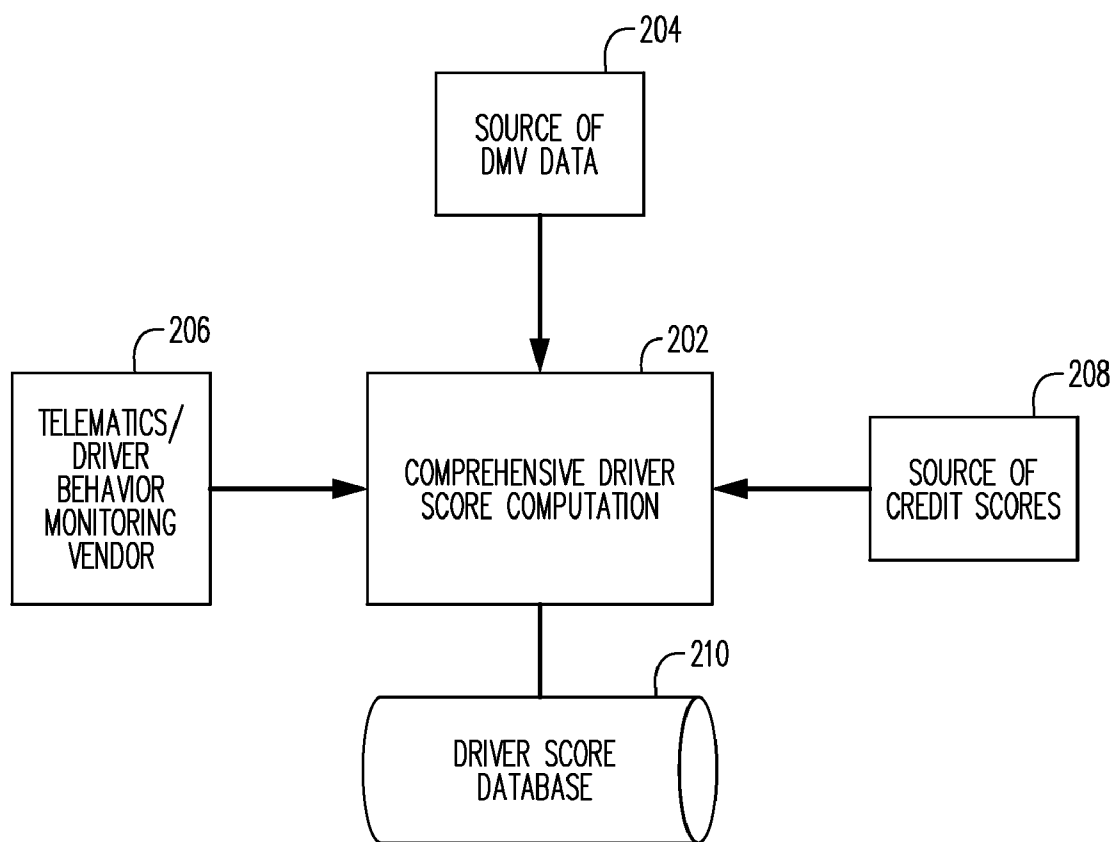 204
SOURCE OF
DMV DATA
206
TELEMATICS/
DRIVER
BEHAVIOR
MONITORING
VENDOR
202
COMPREHENSIVE DRIVER
SCORE COMPUTATION
208
SOURCE OF
CREDIT SCORES
210
DRIVER SCORE
DATABASE